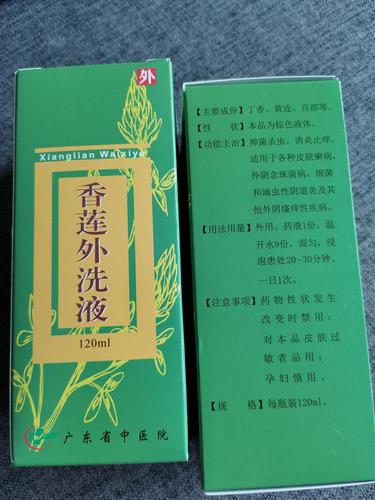 外
Xianglian Waixiye
香莲外洗液
120ml
广东省中医院
【主要成份】丁香、黄连、百部等。
【性 状】本品为棕色液体。
【功能主治】抑菌杀虫、消炎止痒。
适用于各种皮肤癣病,
外阴念珠菌病,细菌
和滴虫性阴道炎及其
他外阴瘙痒性疾病。
【用法用量】外用。药液1份,温
开水9份,混匀,浸
泡患处20~30分钟。
一日1次。
【注意事项】药物性状发生
改变时禁用;
对本品皮肤过
敏者忌用;
孕妇慎用。
【规 格】每瓶装120ml。